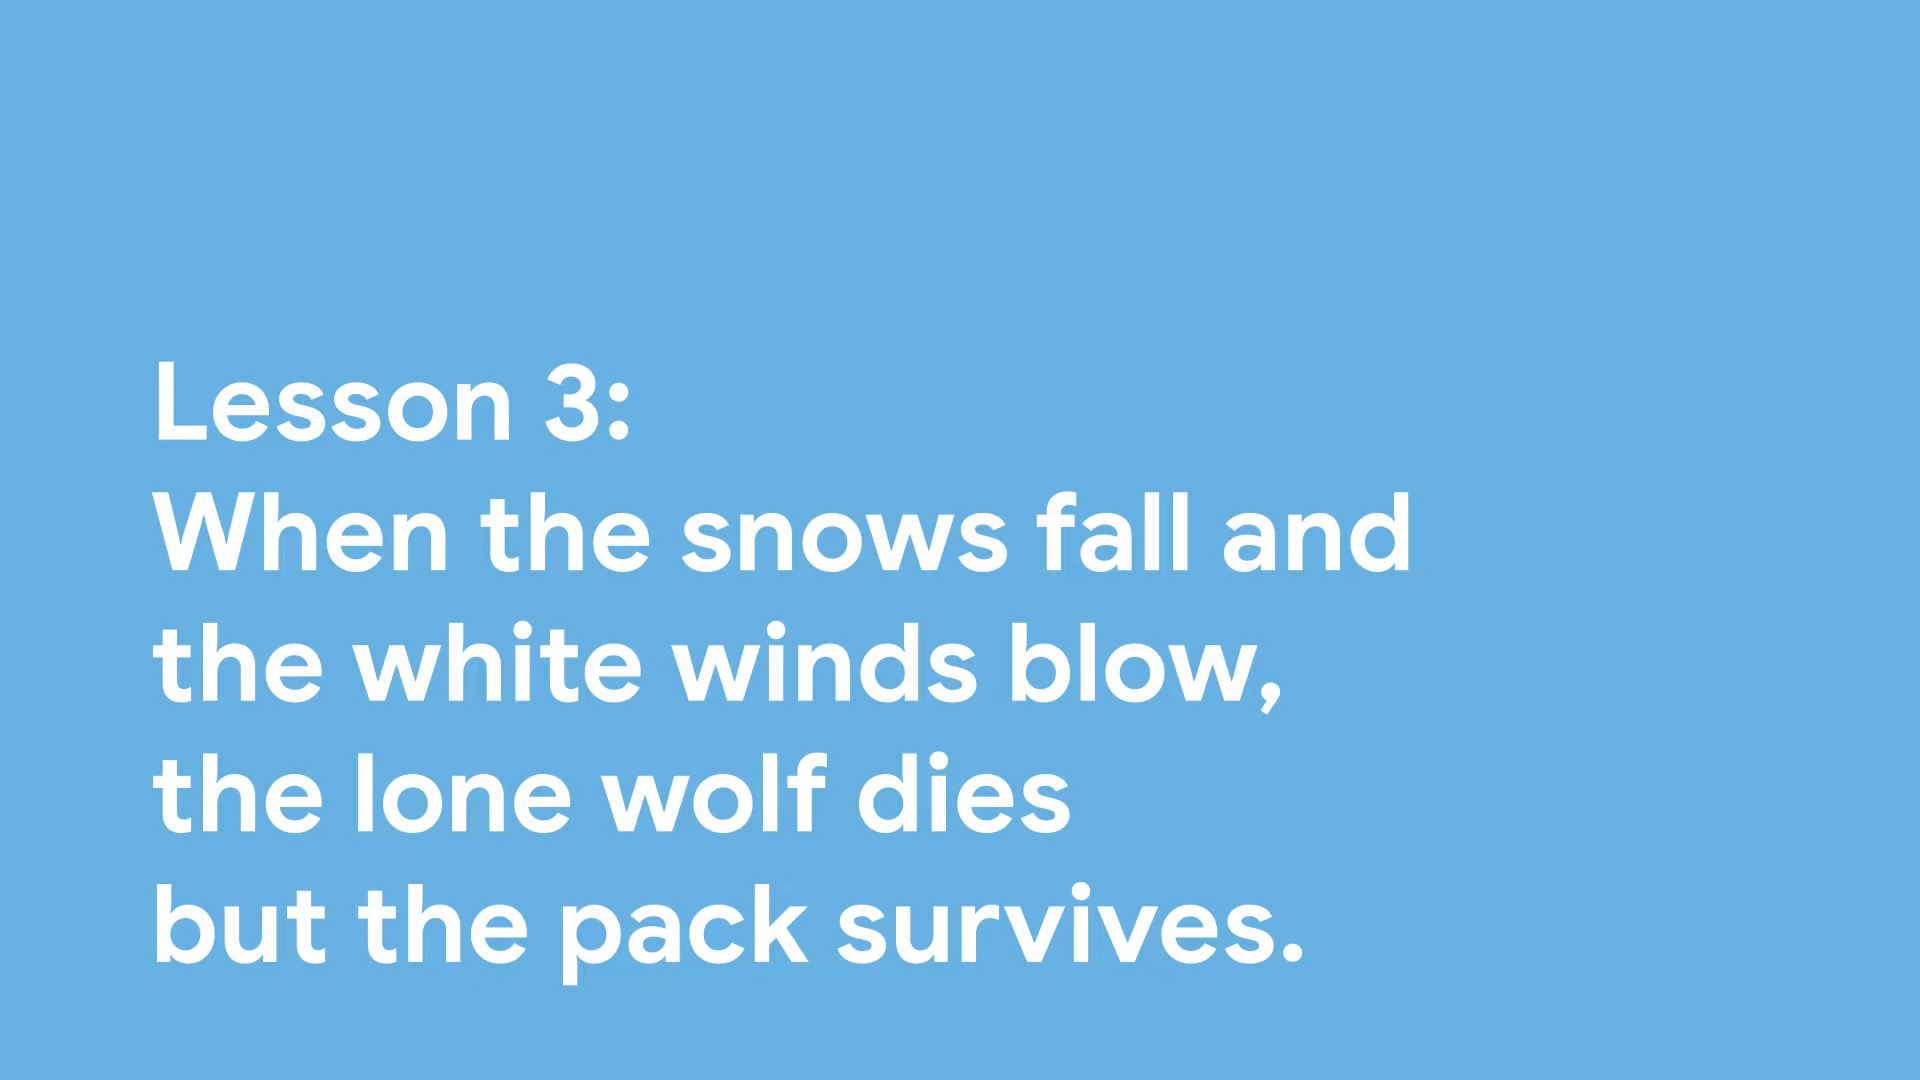 Lesson 3:
When the snows fall and
the white winds blow,
the lone wolf dies
but the pack survives.